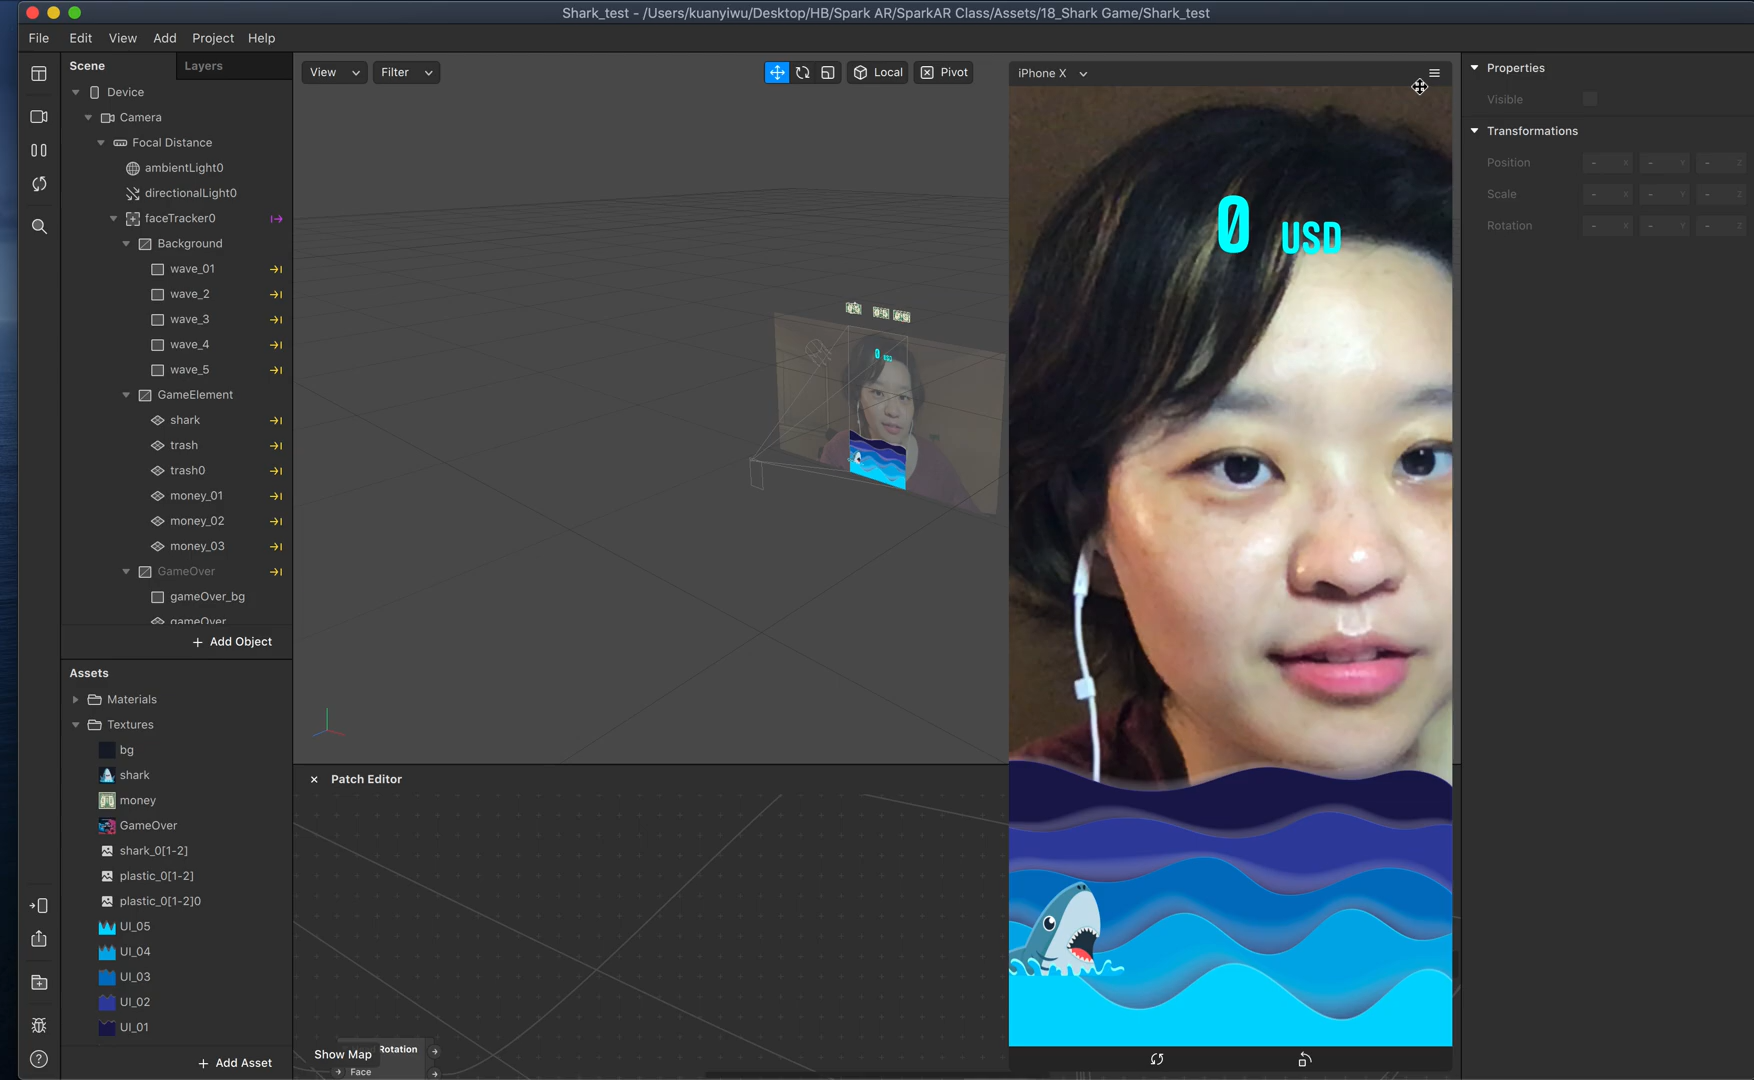 Shark_test - /Users/kuanyiwu/Desktop/HB/Spark AR/SparkAR Class/Assets/18_Shark Game/Shark_test
File Edit View Add Project Help
Scene Layers
Device
Camera
Focal Distance
ambientLight0
directionalLight0
faceTracker0
Background
wave_01
wave_2
wave_3
wave_4
wave_5
GameElement
shark
trash
trash0
money_01
money_02
money_03
GameOver
gameOver_bg
gameOver
+ Add Object
Assets
Materials
Textures
bg
shark
money
GameOver
shark_0[1-2]
plastic_0[1-2]
plastic_0[1-2]0
UI_05
UI_04
UI_03
UI_02
UI_01
+ Add Asset
View Filter Local Pivot
Patch Editor
Show Map
Rotation
Face
iPhone X
0 USD
Properties
Visible
Transformations
Position - X - Y - Z
Scale - X - Y - Z
Rotation - X - Y - Z